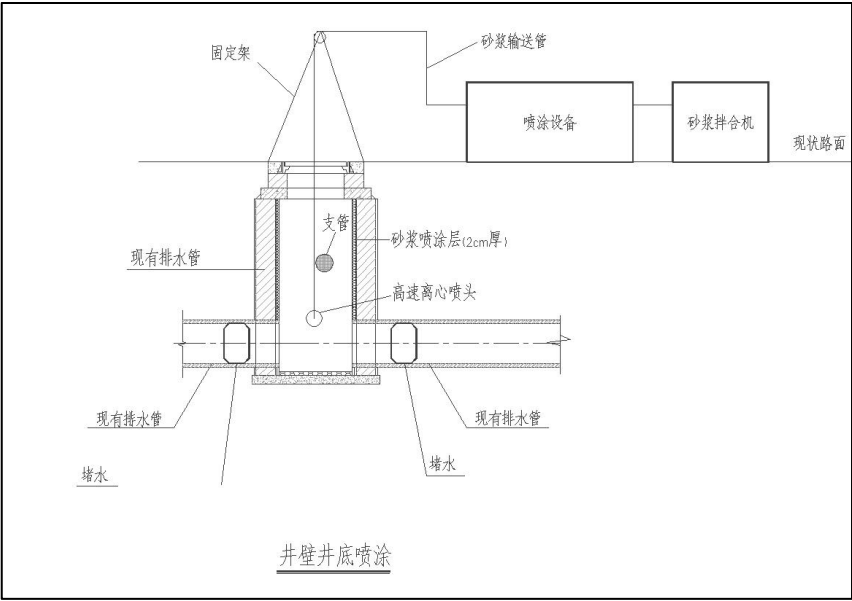 固定架
砂浆输送管
喷涂设备
砂浆拌合机
现状路面
支管
砂浆喷涂层(2cm厚)
现有排水管
高速离心喷头
现有排水管
现有排水管
堵水
堵水
井壁井底喷涂